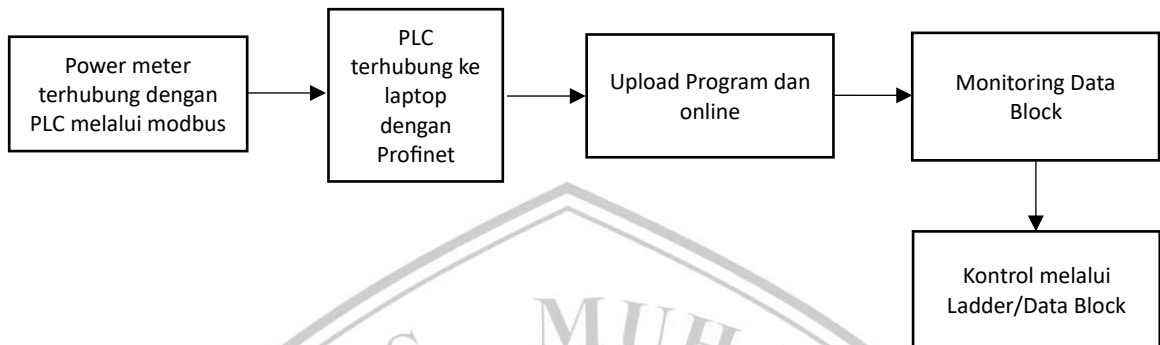 Power meter
terhubung dengan
PLC melalui modbus
PLC
terhubung ke
laptop
dengan
Profinet
Upload Program dan
online
Monitoring Data
Block
Kontrol melalui
Ladder/Data Block
S MUH